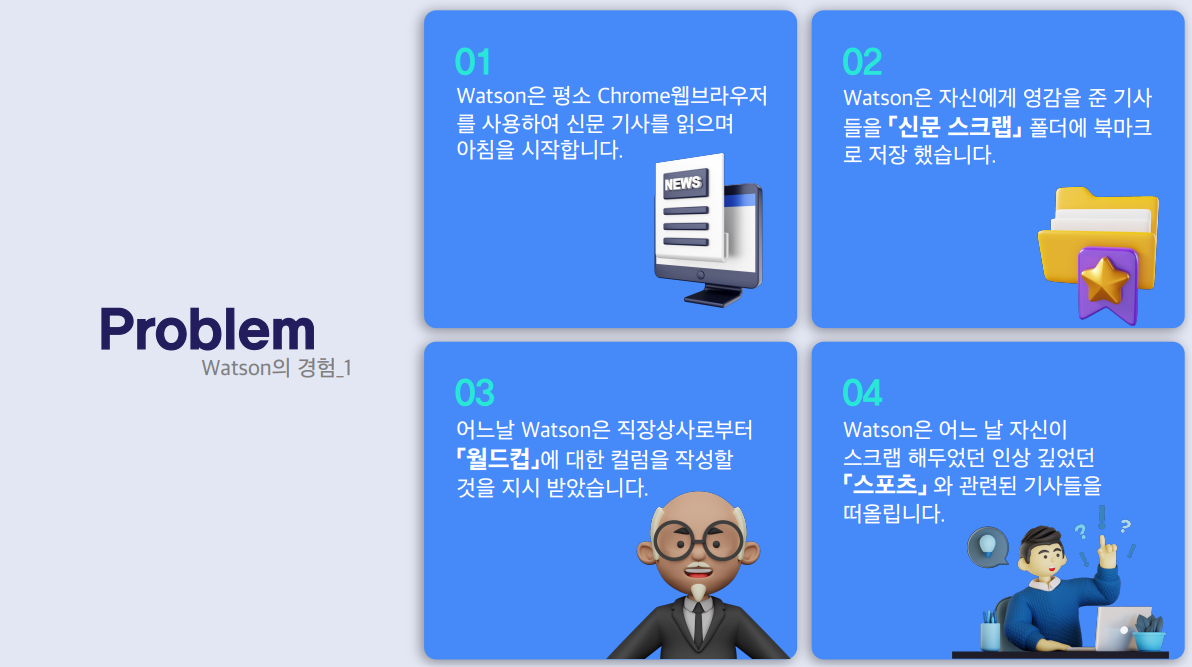 Problem
Watson의 경험_1
01
Watson은 평소 Chrome웹브라우저
를 사용하여 신문 기사를 읽으며
아침을 시작합니다.
NEWS
02
Watson은 자신에게 영감을 준 기사
들을 「신문 스크랩」 폴더에 북마크
로 저장 했습니다.
03
어느날 Watson은 직장상사로부터
「월드컵」에 대한 컬럼을 작성할
것을 지시 받았습니다.
04
Watson은 어느 날 자신이
스크랩 해두었던 인상 깊었던
「스포츠」 와 관련된 기사들을
떠올립니다.
? !  ?